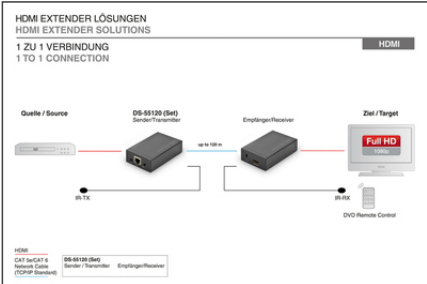 HDMI EXTENDER LÖSUNGEN
HDMI EXTENDER SOLUTIONS
1 ZU 1 VERBINDUNG
1 TO 1 CONNECTION
HDMI
Quelle / Source
DS-55120 (Set)
Sender/Transmitter
Empfänger/Receiver
Ziel / Target
up to 150 m
Full HD
1080p
IR-TX
IR-RX
DVD Remote Control
HDMI
CAT 5e/CAT 6
Network Cable
(TCP/IP Standard)
DS-55120 (Set)
Sender / Transmitter Empfänger/Receiver